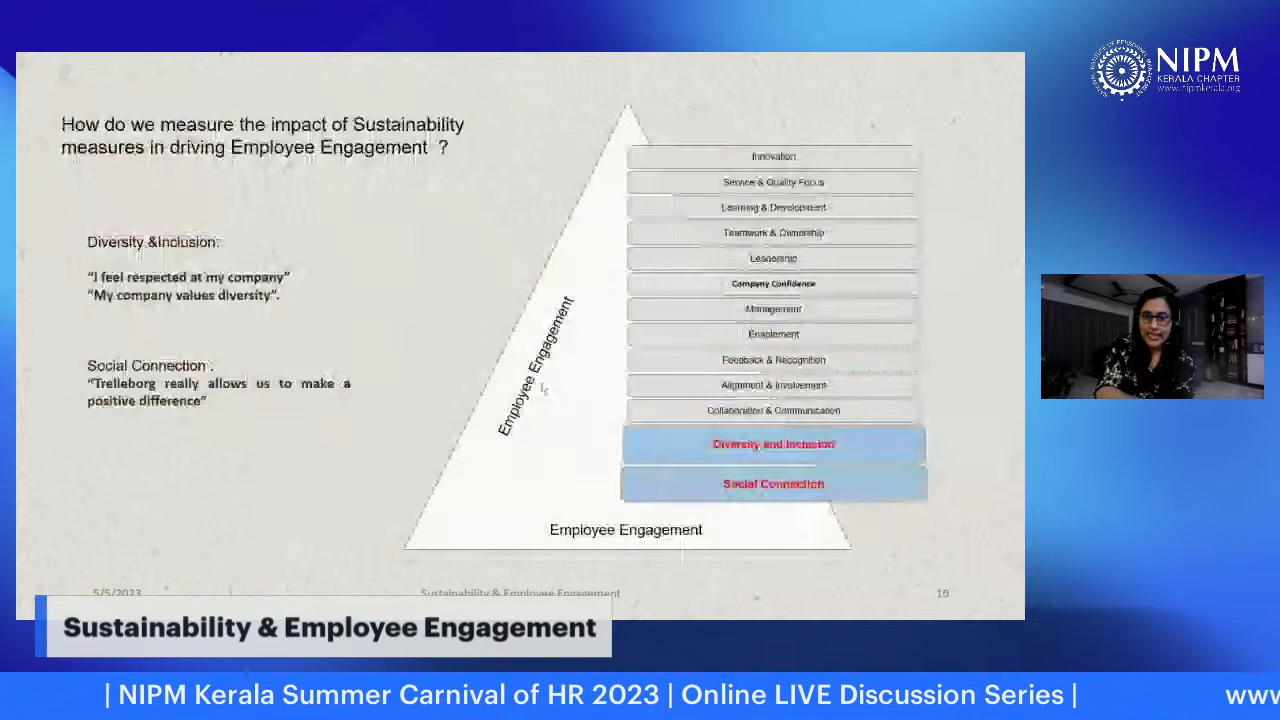 NIPM
KERALA CHAPTER
www.nipmkerala.org
How do we measure the impact of Sustainability
measures in driving Employee Engagement ?
Diversity &Inclusion:
“I feel respected at my company”
“My company values diversity”.
Social Connection :
“Trelleborg really allows us to make a
positive difference”
Employee Engagement
Innovation
Service & Quality Focus
Learning & Development
Teamwork & Ownership
Leadership
Company Confidence
Management
Enablement
Feedback & Recognition
Alignment & Involvement
Collaboration & Communication
Diversity and Inclusion
Social Connection
Employee Engagement
5/5/2023
Sustainability & Employee Engagement
19
Sustainability & Employee Engagement
| NIPM Kerala Summer Carnival of HR 2023 | Online LIVE Discussion Series |
www